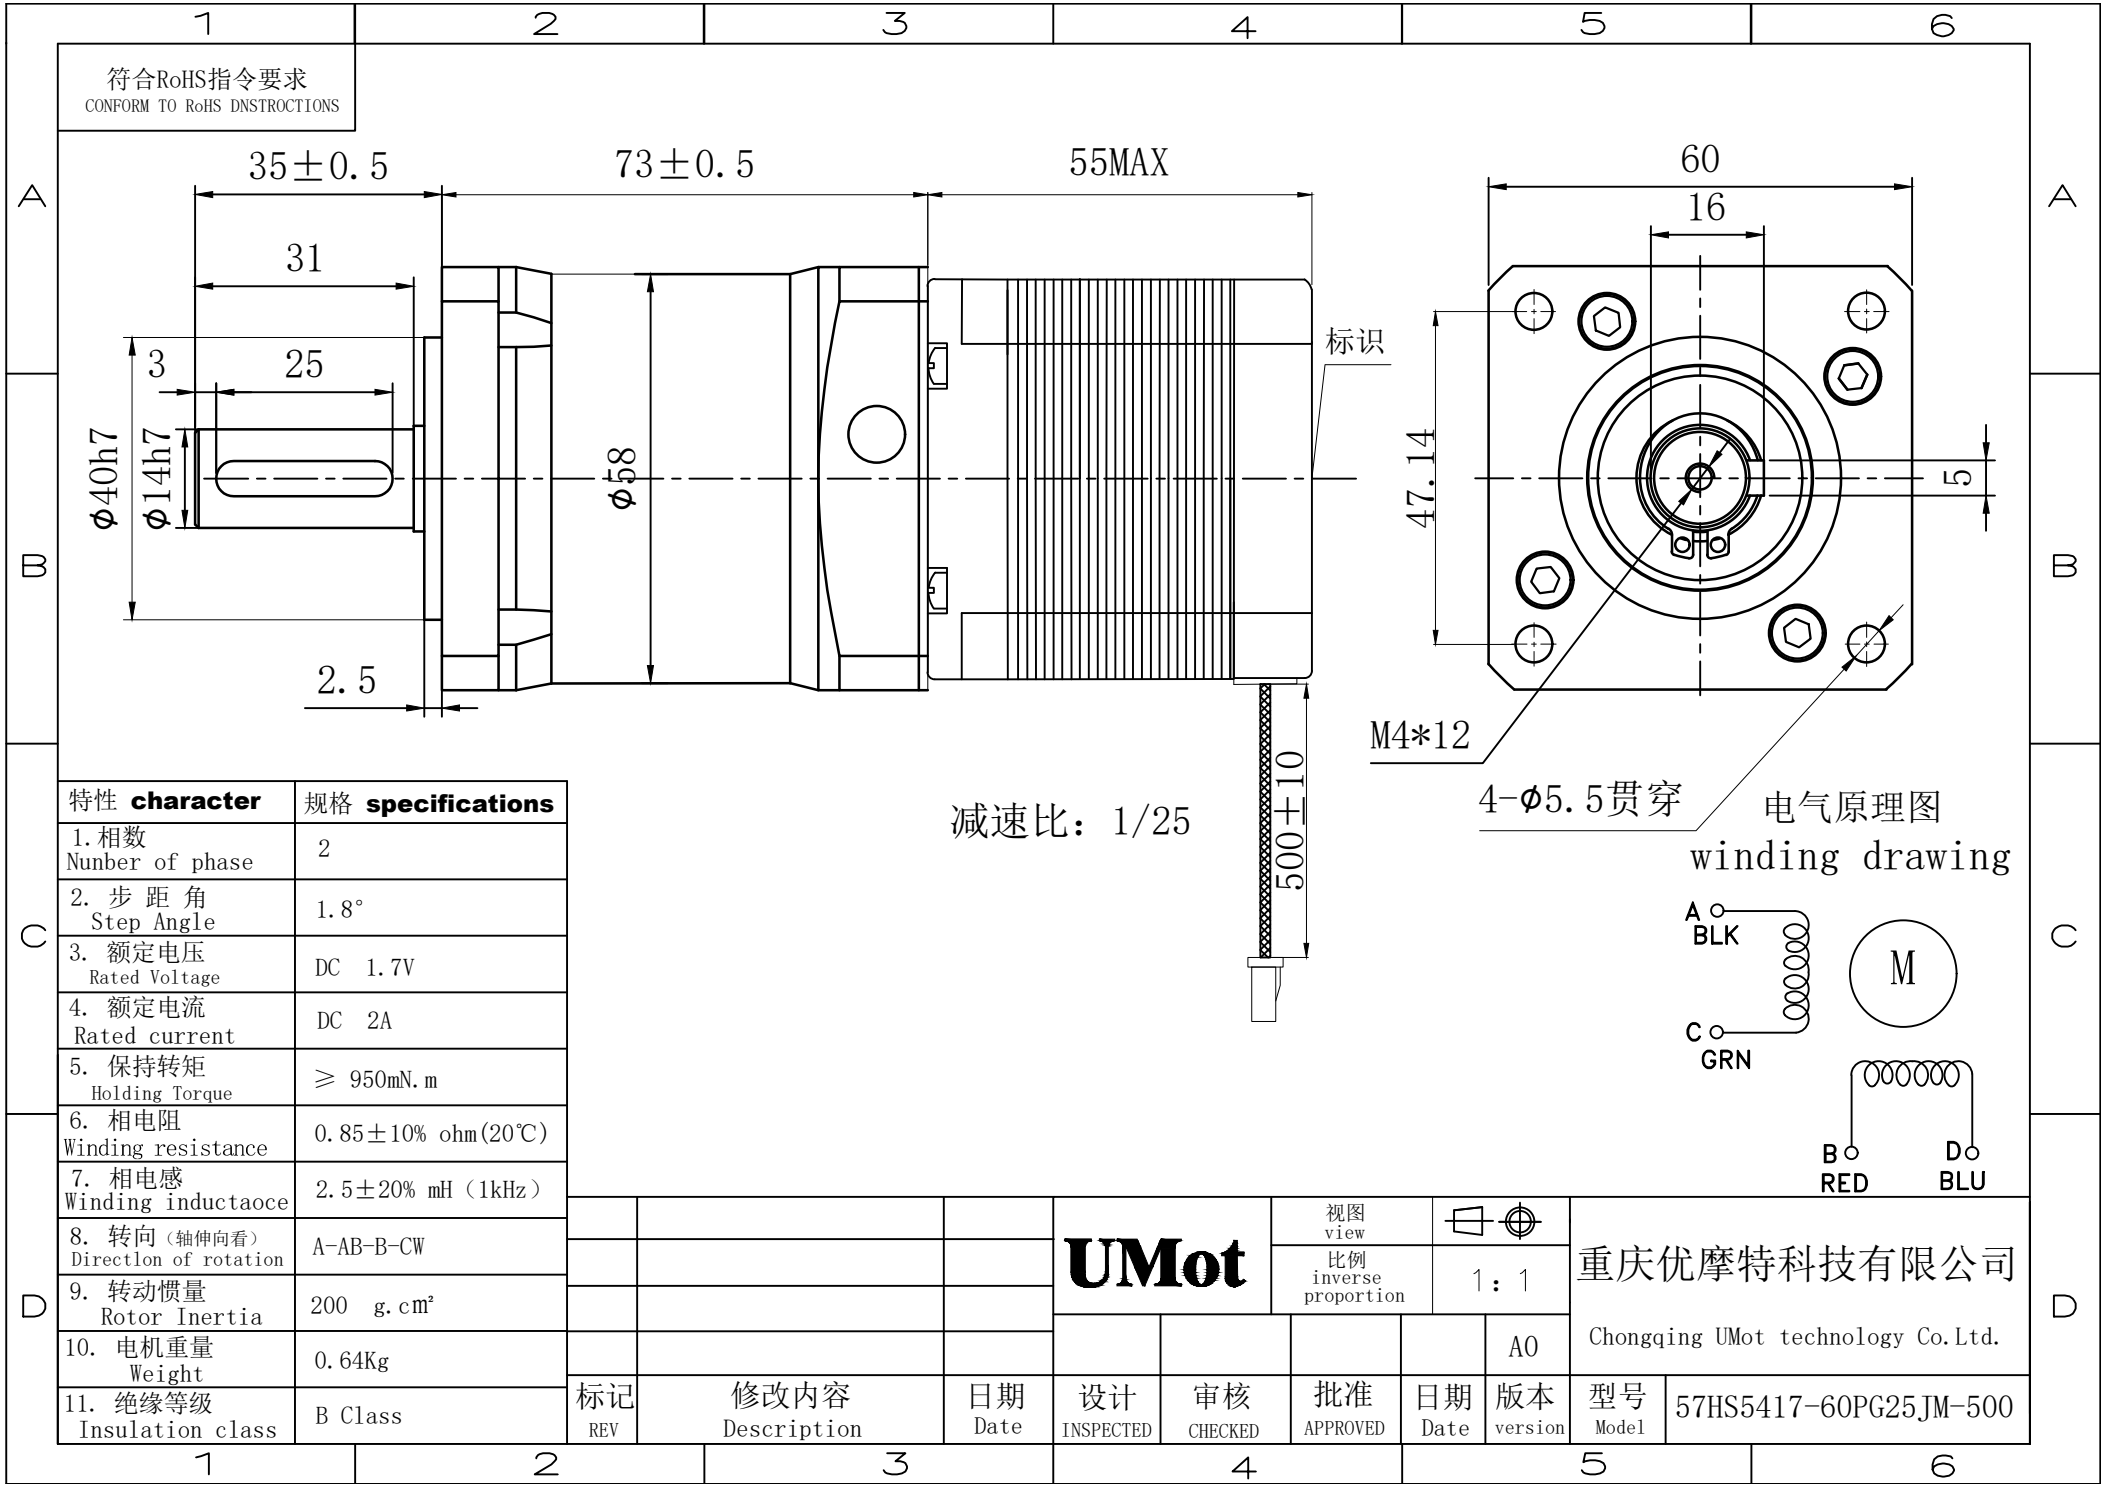 1 2 3 4 5 6
符合RoHS指令要求
CONFORM TO RoHS DNSTROCTIONS
35±0.5
73±0.5
55MAX
60
16
A
A
31
标识
3
25
ϕ40h7
ϕ14h7
ϕ58
47.14
5
B
B
2.5
M4*12
500±10
4-ϕ5.5贯穿
减速比：1/25
电气原理图
winding drawing
A
BLK
M
C
GRN
B
RED
D
BLU
C
C
特性 character 规格 specifications
1.相数
Nunber of phase
2
2. 步 距 角
Step Angle
1.8°
3. 额定电压
Rated Voltage
DC 1.7V
4. 额定电流
Rated current
DC 2A
5. 保持转矩
Holding Torque
≥ 950mN.m
6. 相电阻
Winding resistance
0.85±10% ohm(20℃)
7. 相电感
Winding inductaoce
2.5±20% mH（1kHz）
8. 转向（轴伸向看）
Directlon of rotation
A-AB-B-CW
9. 转动惯量
Rotor Inertia
200 g.cm²
10. 电机重量
Weight
0.64Kg
11. 绝缘等级
Insulation class
B Class
D
D
UMot
视图
view
比例
inverse
proportion
1:1
A0
重庆优摩特科技有限公司
Chongqing UMot technology Co.Ltd.
标记
REV
修改内容
Description
日期
Date
设计
INSPECTED
审核
CHECKED
批准
APPROVED
日期
Date
版本
version
型号
Model
57HS5417-60PG25JM-500
1 2 3 4 5 6